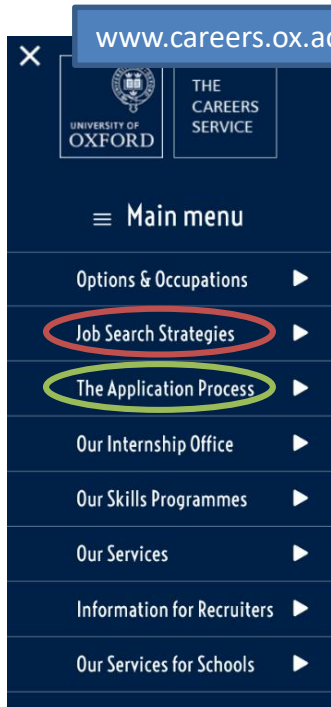 www.careers.ox.ac
UNIVERSITY OF
OXFORD
THE
CAREERS
SERVICE
Main menu
Options & Occupations
Job Search Strategies
The Application Process
Our Internship Office
Our Skills Programmes
Our Services
Information for Recruiters
Our Services for Schools